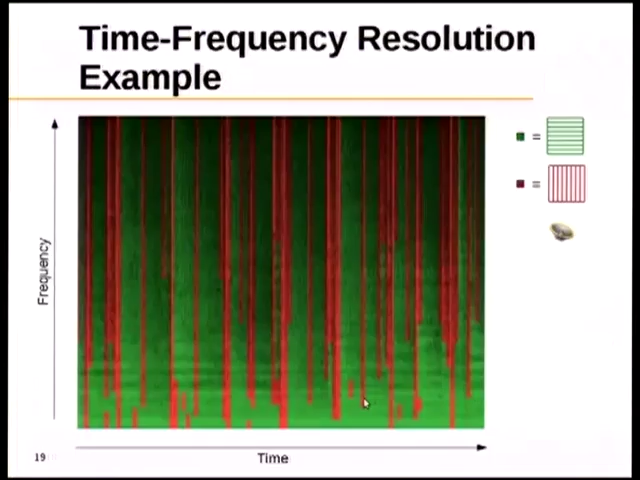 Time-Frequency Resolution
Example
=
=
Frequency
Time
19